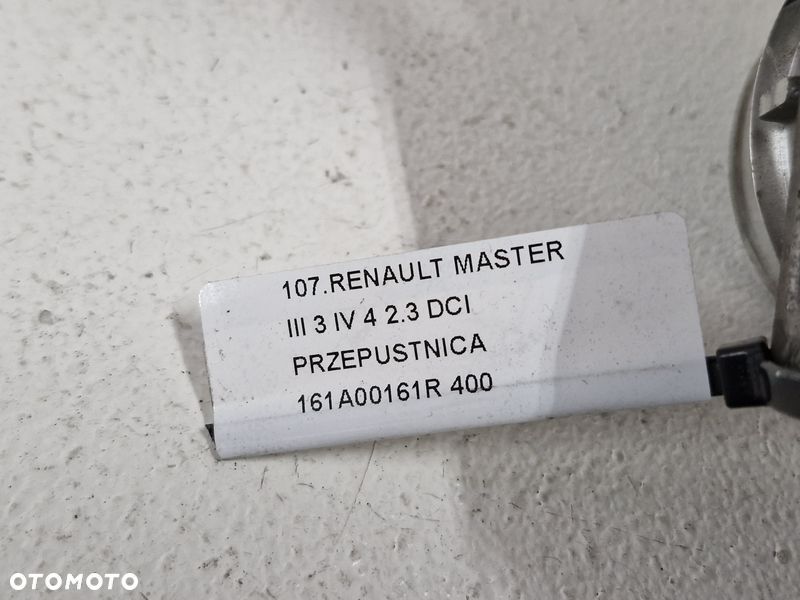 107.RENAULT MASTER
III 3 IV 4 2.3 DCI
PRZEPUSTNICA
161A00161R 400
OTOMOTO